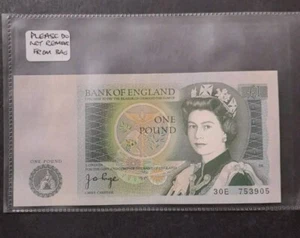 PLEASE DO
NOT REMOVE
FROM BAG
BANK OF ENGLAND
ONE
POUND
ONE POUND
30E 753905